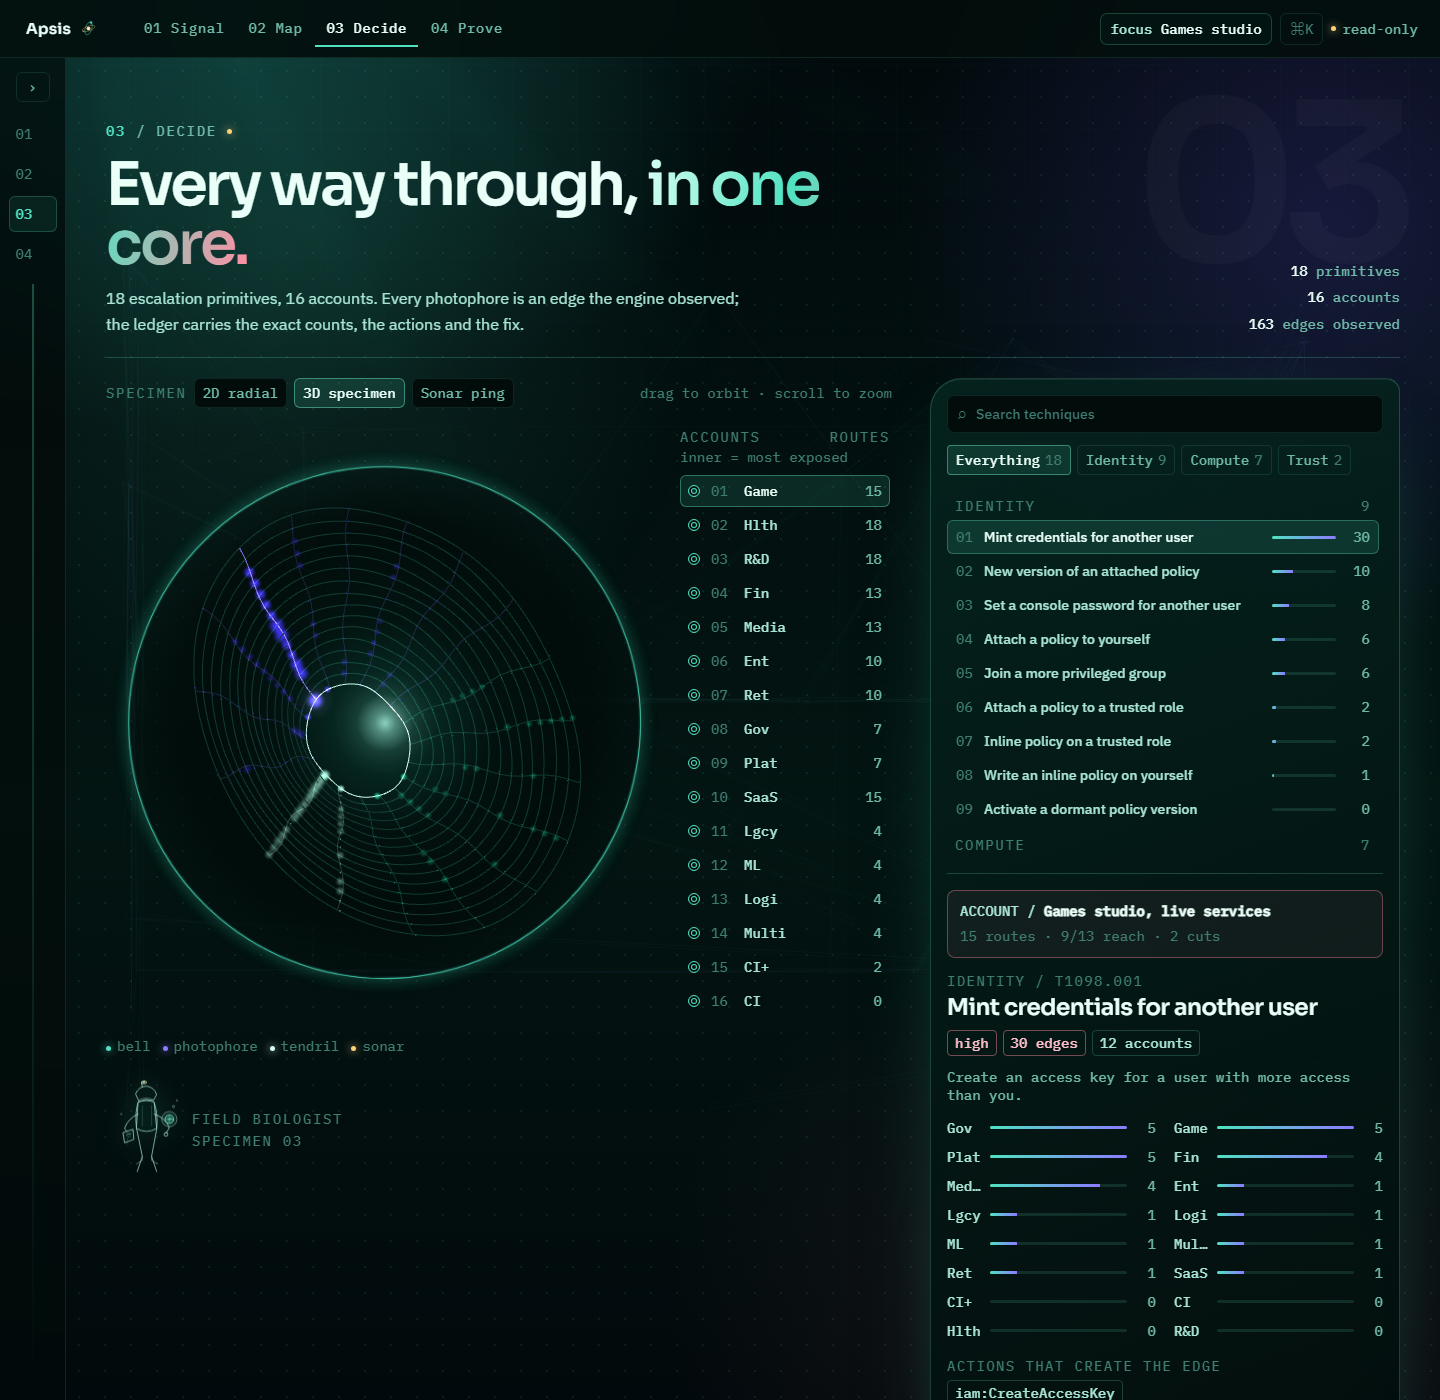 Apsis
01 Signal 02 Map 03 Decide 04 Prove
focus Games studio ⌘K read-only
›
01
02
03
04
03
03 / DECIDE
Every way through, in one
core.
18 escalation primitives, 16 accounts. Every photophore is an edge the engine observed;
the ledger carries the exact counts, the actions and the fix.
18 primitives
16 accounts
163 edges observed
SPECIMEN 2D radial 3D specimen Sonar ping drag to orbit · scroll to zoom
ACCOUNTS ROUTES
inner = most exposed
01 Game 15
02 Hlth 18
03 R&D 18
04 Fin 13
05 Media 13
06 Ent 10
07 Ret 10
08 Gov 7
09 Plat 7
10 SaaS 15
11 Lgcy 4
12 ML 4
13 Logi 4
14 Multi 4
15 CI+ 2
16 CI 0
bell photophore tendril sonar
FIELD BIOLOGIST
SPECIMEN 03
Search techniques
Everything 18 Identity 9 Compute 7 Trust 2
IDENTITY 9
01 Mint credentials for another user 30
02 New version of an attached policy 10
03 Set a console password for another user 8
04 Attach a policy to yourself 6
05 Join a more privileged group 6
06 Attach a policy to a trusted role 2
07 Inline policy on a trusted role 2
08 Write an inline policy on yourself 1
09 Activate a dormant policy version 0
COMPUTE 7
ACCOUNT / Games studio, live services
15 routes · 9/13 reach · 2 cuts
IDENTITY / T1098.001
Mint credentials for another user
high 30 edges 12 accounts
Create an access key for a user with more access
than you.
Gov 5 Game 5
Plat 5 Fin 4
Med… 4 Ent 1
Lgcy 1 Logi 1
ML 1 Mul… 1
Ret 1 SaaS 1
CI+ 0 CI 0
Hlth 0 R&D 0
ACTIONS THAT CREATE THE EDGE
iam:CreateAccessKey